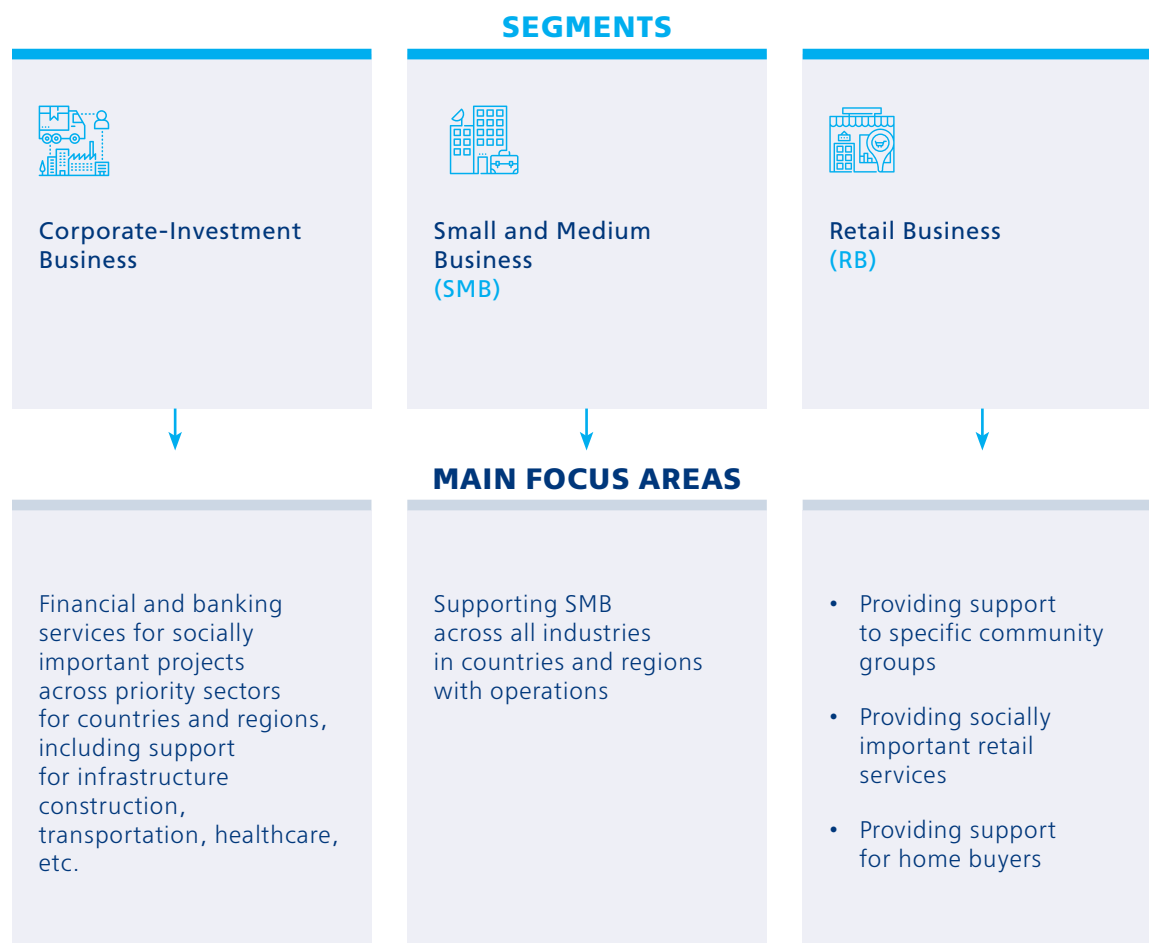 SEGMENTS
Corporate-Investment
Business
Small and Medium
Business
(SMB)
Retail Business
(RB)
MAIN FOCUS AREAS
Financial and banking
services for socially
important projects
across priority sectors
for countries and regions,
including support
for infrastructure
construction,
transportation, healthcare,
etc.
Supporting SMB
across all industries
in countries and regions
with operations
• Providing support
to specific community
groups
• Providing socially
important retail
services
• Providing support
for home buyers